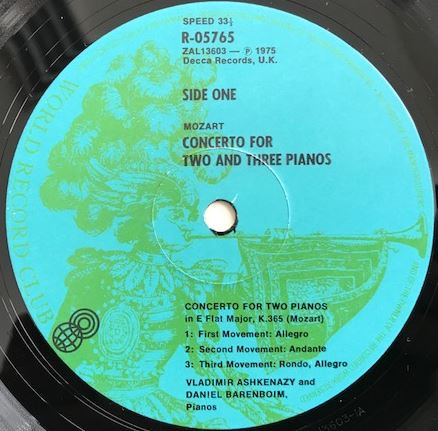 SPEED 33⅓
R-05765
ZAL13603 — ℗ 1975
Decca Records, U.K.
SIDE ONE
MOZART
CONCERTO FOR
TWO AND THREE PIANOS
WORLD RECORD CLUB
CONCERTO FOR TWO PIANOS
in E Flat Major, K.365 (Mozart)
1: First Movement: Allegro
2: Second Movement: Andante
3: Third Movement: Rondo, Allegro
VLADIMIR ASHKENAZY and
DANIEL BARENBOIM,
Pianos